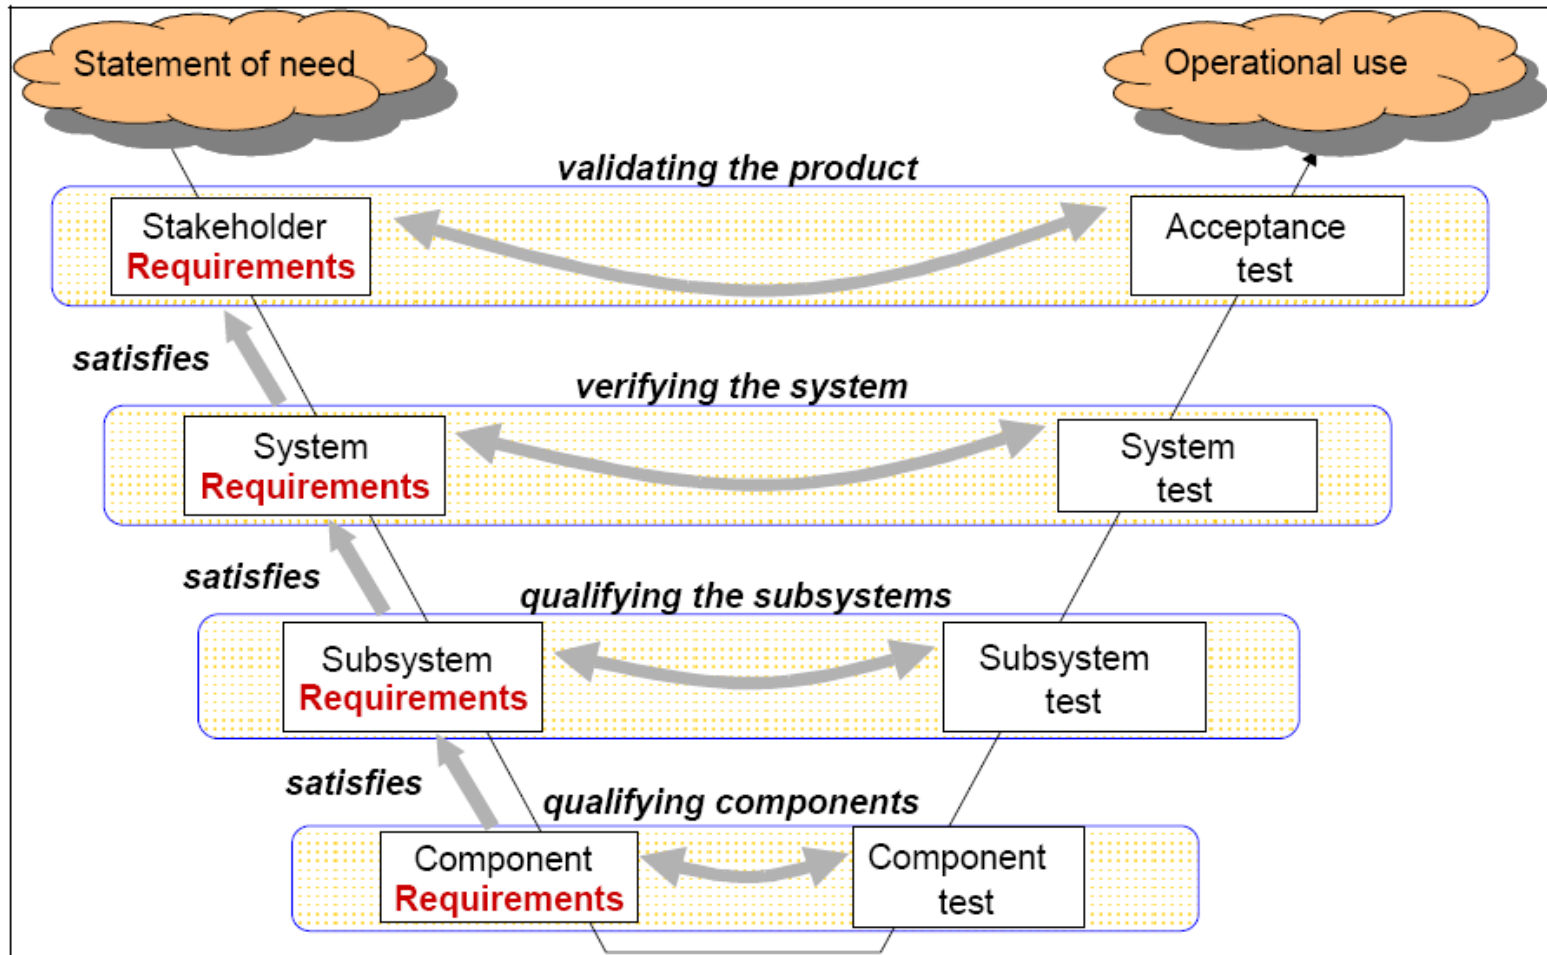 Statement of need
Operational use
validating the product
Stakeholder
Requirements
Acceptance
test
satisfies
verifying the system
System
Requirements
System
test
satisfies
qualifying the subsystems
Subsystem
Requirements
Subsystem
test
satisfies
qualifying components
Component
Requirements
Component
test